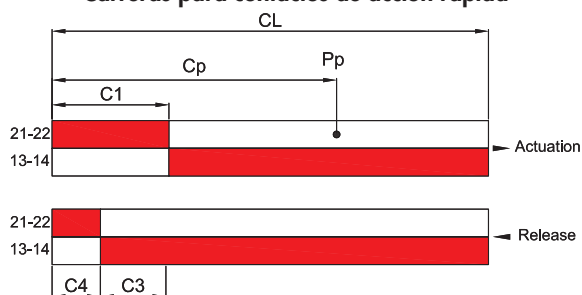 Carreras para contactos de acción rápida
CL
Cp
Pp
C1
21-22
13-14
Actuation
21-22
13-14
Release
C4
C3